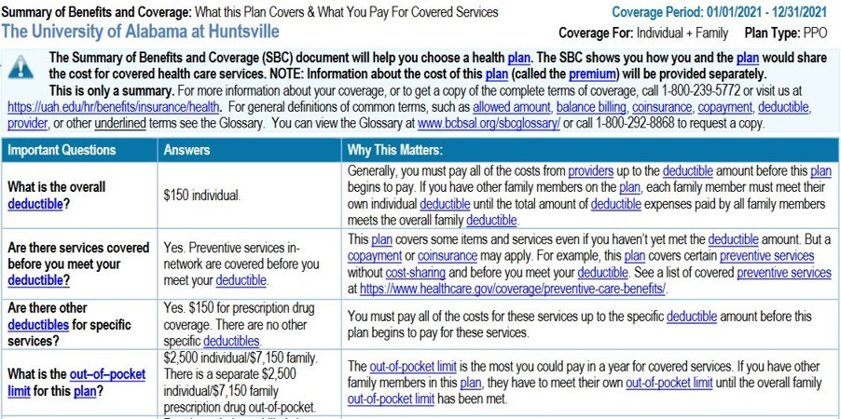 Summary of Benefits and Coverage: What this Plan Covers & What You Pay For Covered Services
Coverage Period: 01/01/2021 - 12/31/2021
The University of Alabama at Huntsville
Coverage For: Individual + Family Plan Type: PPO
The Summary of Benefits and Coverage (SBC) document will help you choose a health plan. The SBC shows you how you and the plan would share
the cost for covered health care services. NOTE: Information about the cost of this plan (called the premium) will be provided separately.
This is only a summary. For more information about your coverage, or to get a copy of the complete terms of coverage, call 1-800-239-5772 or visit us at
https://uah.edu/hr/benefits/insurance/health. For general definitions of common terms, such as allowed amount, balance billing, coinsurance, copayment, deductible,
provider, or other underlined terms see the Glossary. You can view the Glossary at www.bcbsal.org/sbcglossary/ or call 1-800-292-8868 to request a copy.
Important Questions
Answers
Why This Matters:
What is the overall
deductible?
$150 individual.
Generally, you must pay all of the costs from providers up to the deductible amount before this plan
begins to pay. If you have other family members on the plan, each family member must meet their
own individual deductible until the total amount of deductible expenses paid by all family members
meets the overall family deductible.
Are there services covered
before you meet your
deductible?
Yes. Preventive services in-
network are covered before you
meet your deductible.
This plan covers some items and services even if you haven't yet met the deductible amount. But a
copayment or coinsurance may apply. For example, this plan covers certain preventive services
without cost-sharing and before you meet your deductible. See a list of covered preventive services
at https://www.healthcare.gov/coverage/preventive-care-benefits/.
Are there other
deductibles for specific
services?
Yes. $150 for prescription drug
coverage. There are no other
specific deductibles.
You must pay all of the costs for these services up to the specific deductible amount before this
plan begins to pay for these services.
What is the out–of–pocket
limit for this plan?
$2,500 individual/$7,150 family.
There is a separate $2,500
individual/$7,150 family
prescription drug out-of-pocket.
The out-of-pocket limit is the most you could pay in a year for covered services. If you have other
family members in this plan, they have to meet their own out-of-pocket limit until the overall family
out-of-pocket limit has been met.